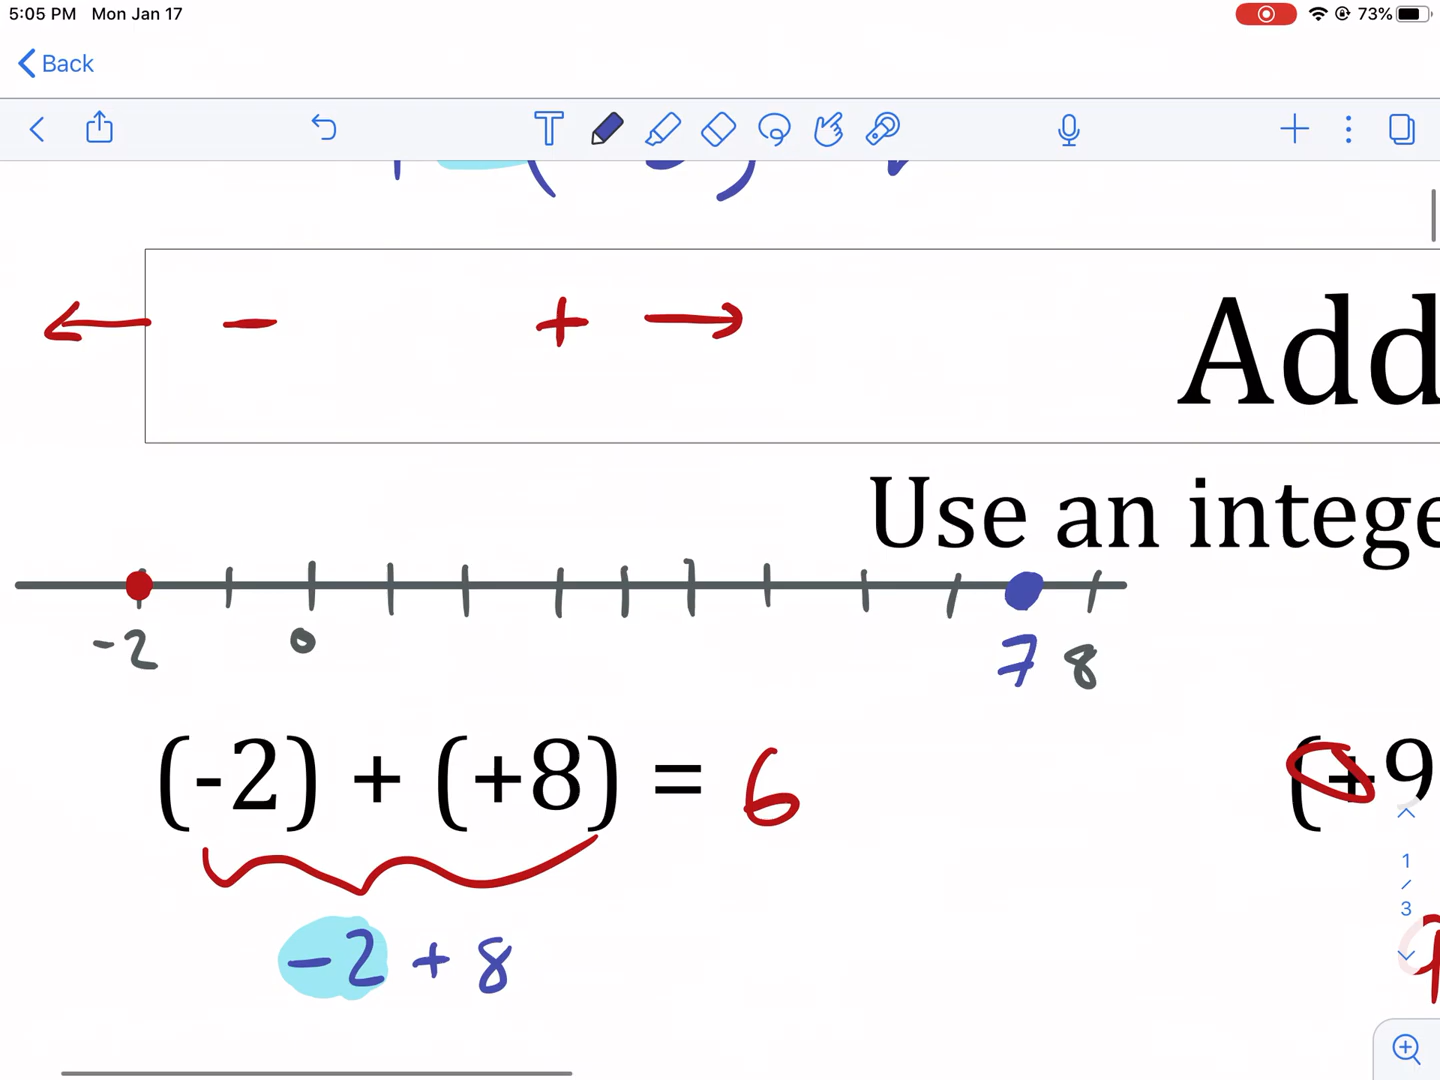 5:05 PM Mon Jan 17 73%
Back
← - + → Add
Use an intege
-2 0 7 8
(-2) + (+8) = 6 (+9
-2 + 8
1
/
3